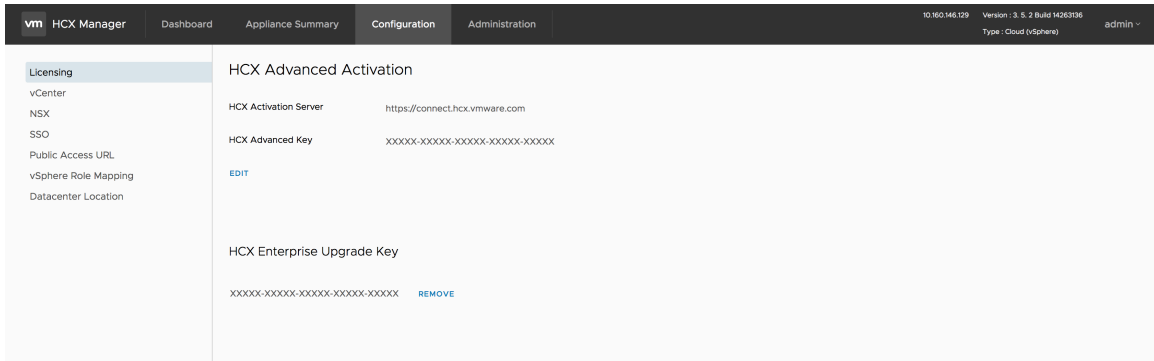 vm HCX Manager Dashboard Appliance Summary Configuration Administration 10.160.146.129 Version : 3. 5. 2 Build 14263136 admin
Type : Cloud (vSphere)
Licensing
vCenter
NSX
SSO
Public Access URL
vSphere Role Mapping
Datacenter Location
HCX Advanced Activation
HCX Activation Server https://connect.hcx.vmware.com
HCX Advanced Key XXXXX-XXXXX-XXXXX-XXXXX-XXXXX
EDIT
HCX Enterprise Upgrade Key
XXXXX-XXXXX-XXXXX-XXXXX-XXXXX REMOVE